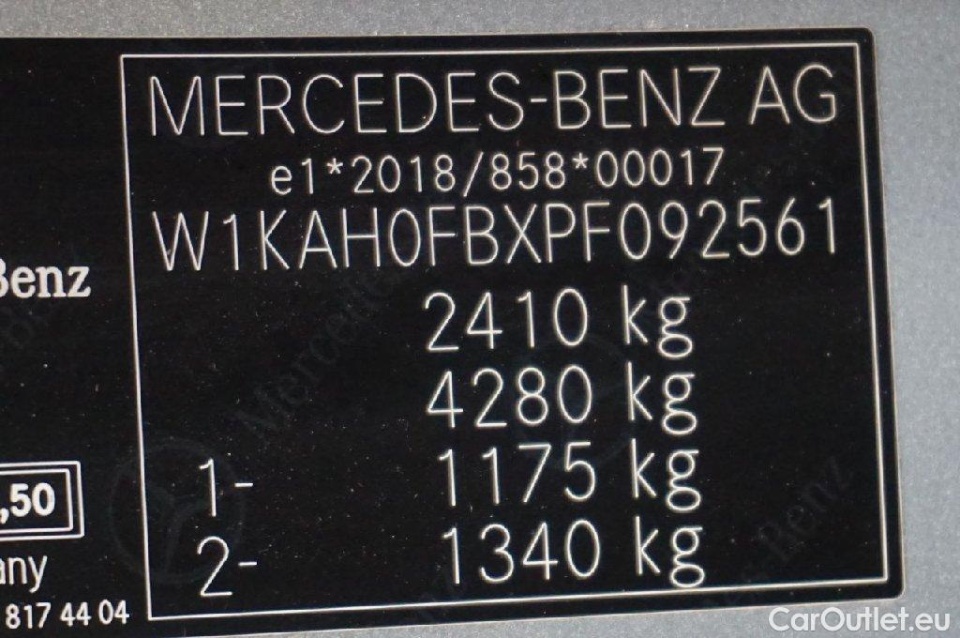 MERCEDES-BENZ AG
e1*2018/858*00017
W1KAH0FBXPF092561
2410 kg
4280 kg
1- 1175 kg
2- 1340 kg
Benz
,50
any
817 44 04
CarOutlet.eu